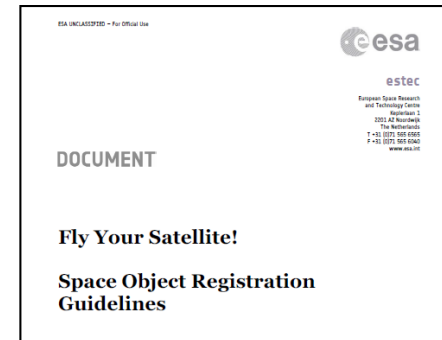 ESA UNCLASSIFIED – For Official Use
esa
estec
European Space Research
and Technology Centre
Keplerlaan 1
2201 AZ Noordwijk
The Netherlands
T +31 (0)71 565 6565
F +31 (0)71 565 6040
www.esa.int
DOCUMENT
Fly Your Satellite!
Space Object Registration
Guidelines